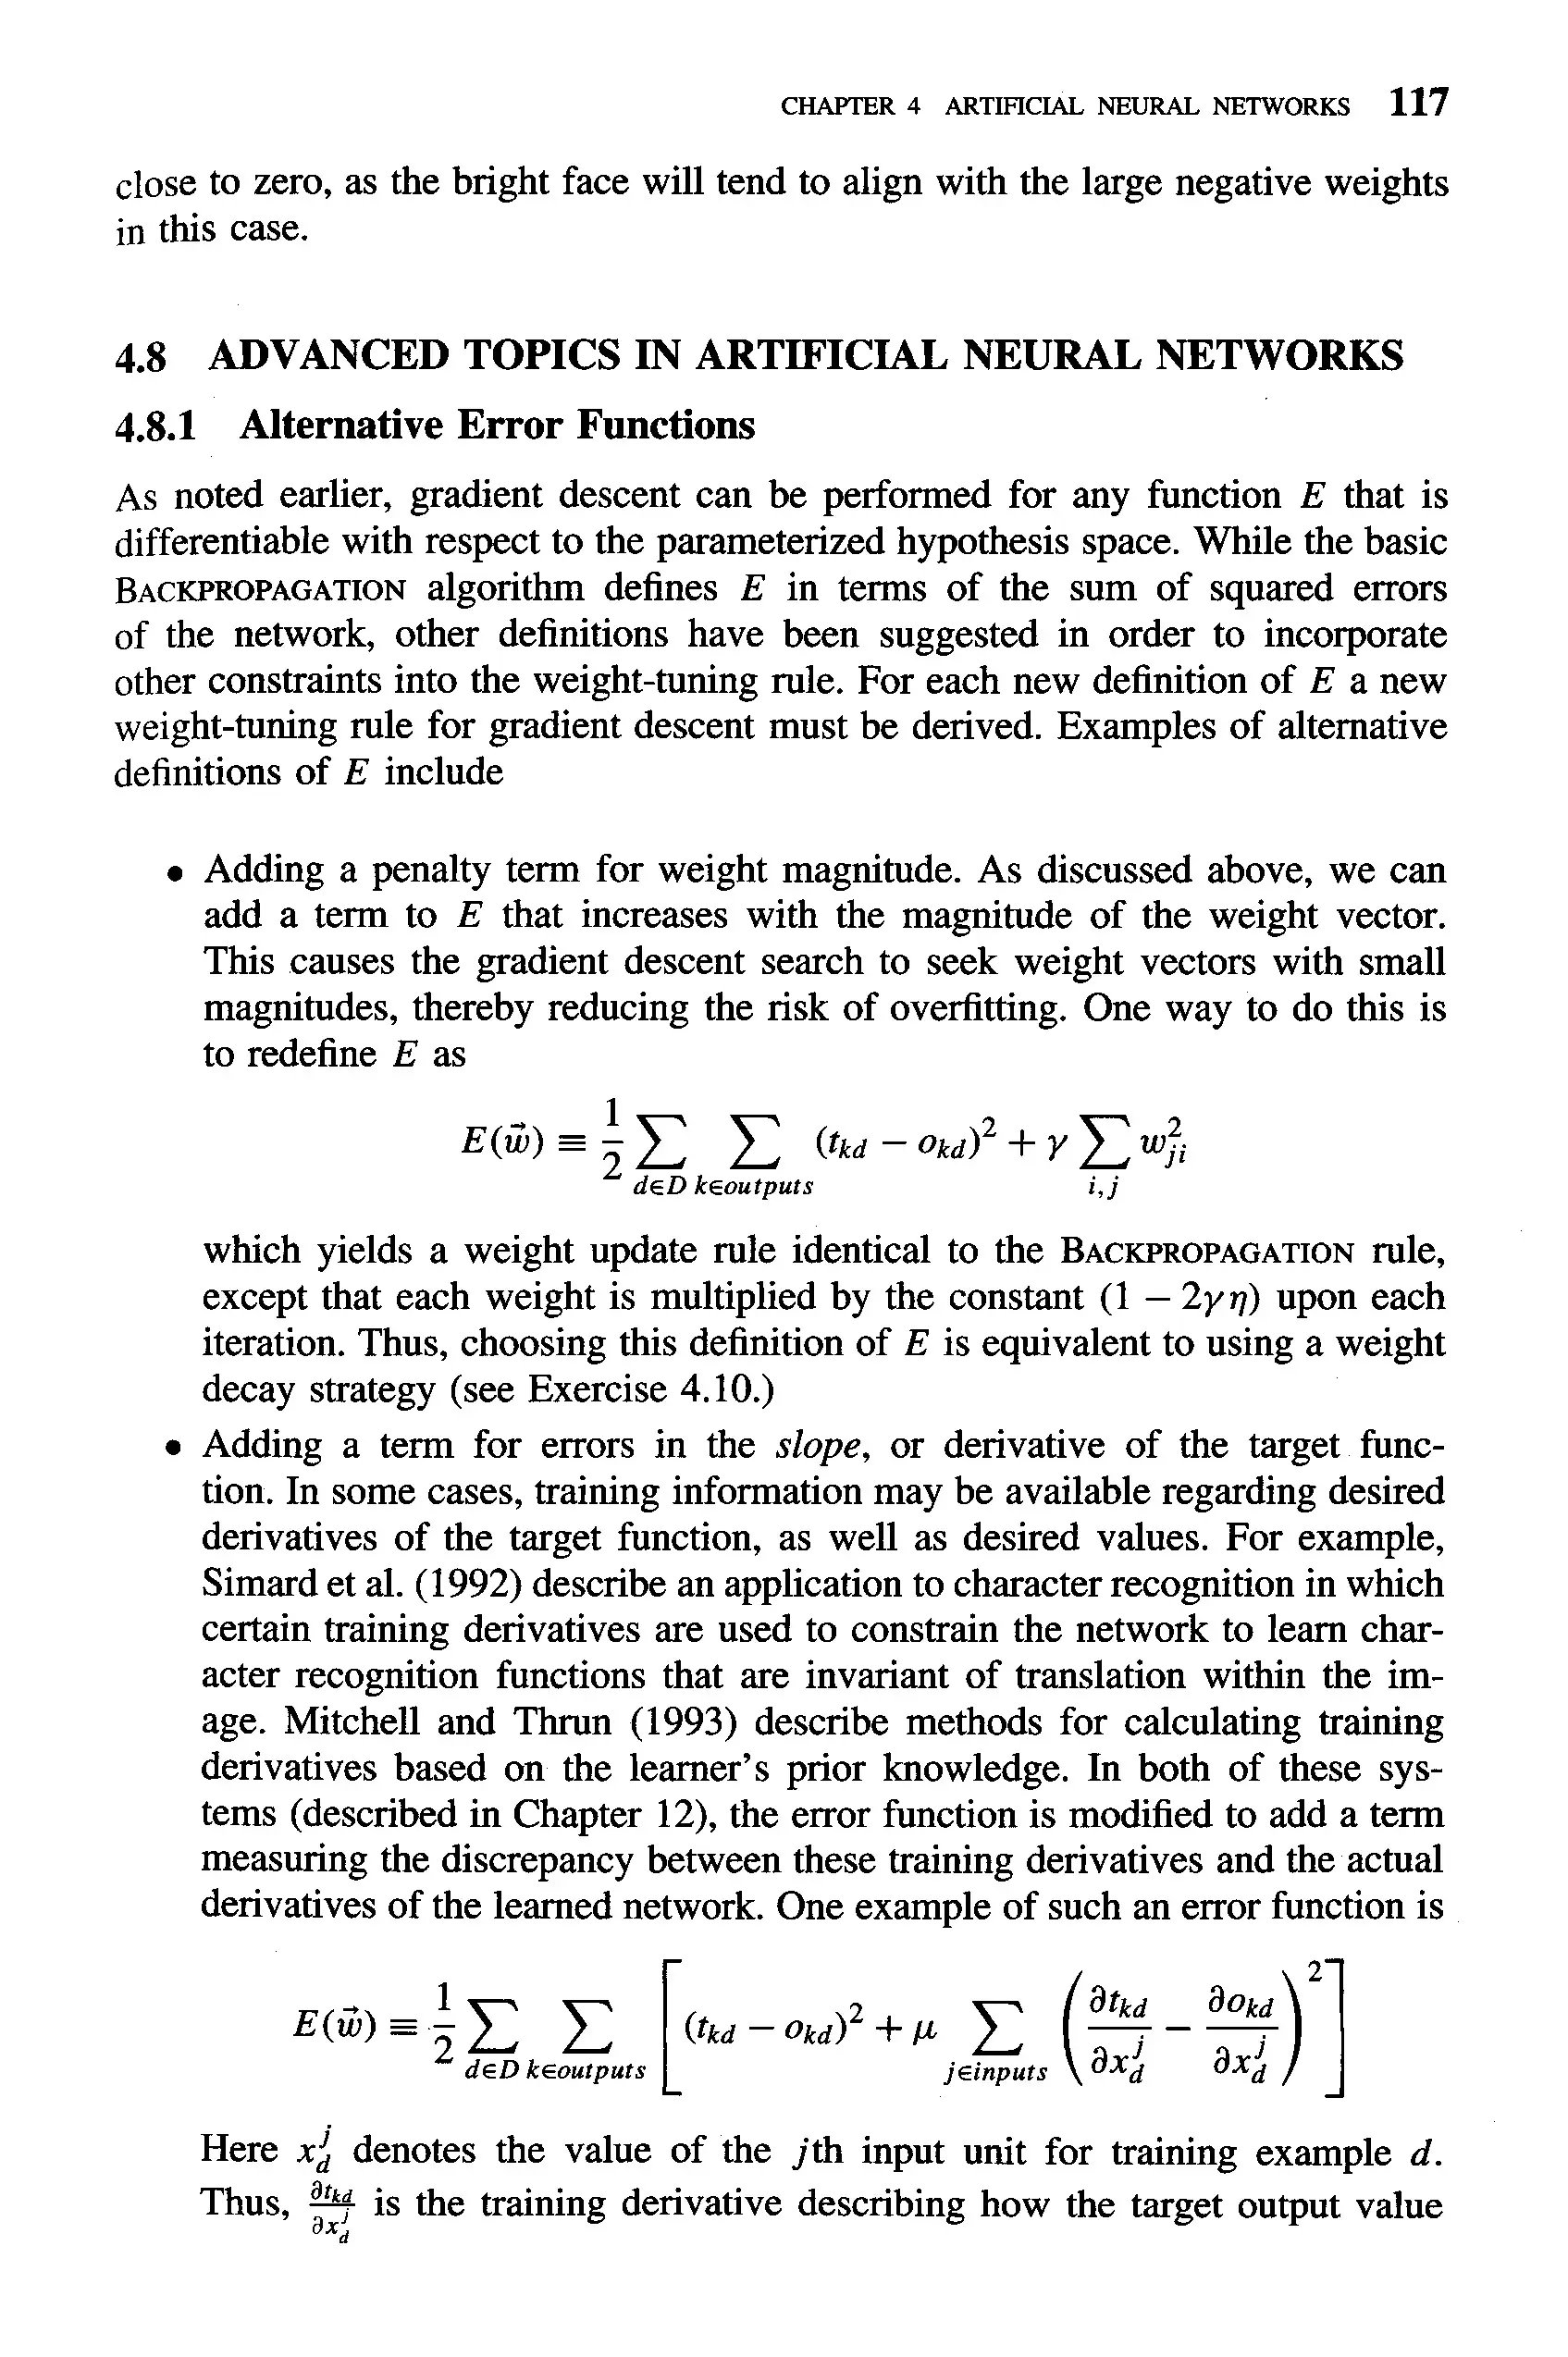 CHAPTER 4 ARTIFICIAL NEURAL NETWORKS 117
close to zero, as the bright face will tend to align with the large negative weights
in this case.
4.8 ADVANCED TOPICS IN ARTIFICIAL NEURAL NETWORKS
4.8.1 Alternative Error Functions
As noted earlier, gradient descent can be performed for any function E that is
differentiable with respect to the parameterized hypothesis space. While the basic
BACKPROPAGATION algorithm defines E in terms of the sum of squared errors
of the network, other definitions have been suggested in order to incorporate
other constraints into the weight-tuning rule. For each new definition of E a new
weight-tuning rule for gradient descent must be derived. Examples of alternative
definitions of E include
• Adding a penalty term for weight magnitude. As discussed above, we can
add a term to E that increases with the magnitude of the weight vector.
This causes the gradient descent search to seek weight vectors with small
magnitudes, thereby reducing the risk of overfitting. One way to do this is
to redefine E as
$E(\vec{w}) \equiv \frac{1}{2} \sum_{d \in D} \sum_{k \in outputs} (t_{kd} - o_{kd})^2 + \gamma \sum_{i,j} w_{ji}^2$
which yields a weight update rule identical to the BACKPROPAGATION rule,
except that each weight is multiplied by the constant (1 − 2γη) upon each
iteration. Thus, choosing this definition of E is equivalent to using a weight
decay strategy (see Exercise 4.10.)
• Adding a term for errors in the slope, or derivative of the target func-
tion. In some cases, training information may be available regarding desired
derivatives of the target function, as well as desired values. For example,
Simard et al. (1992) describe an application to character recognition in which
certain training derivatives are used to constrain the network to learn char-
acter recognition functions that are invariant of translation within the im-
age. Mitchell and Thrun (1993) describe methods for calculating training
derivatives based on the learner's prior knowledge. In both of these sys-
tems (described in Chapter 12), the error function is modified to add a term
measuring the discrepancy between these training derivatives and the actual
derivatives of the learned network. One example of such an error function is
$E(\vec{w}) \equiv \frac{1}{2} \sum_{d \in D} \sum_{k \in outputs} \left[ (t_{kd} - o_{kd})^2 + \mu \sum_{j \in inputs} \left( \frac{\partial t_{kd}}{\partial x_d^j} - \frac{\partial o_{kd}}{\partial x_d^j} \right)^2 \right]$
Here $x_d^j$ denotes the value of the jth input unit for training example d.
Thus, $\frac{\partial t_{kd}}{\partial x_d^j}$ is the training derivative describing how the target output value